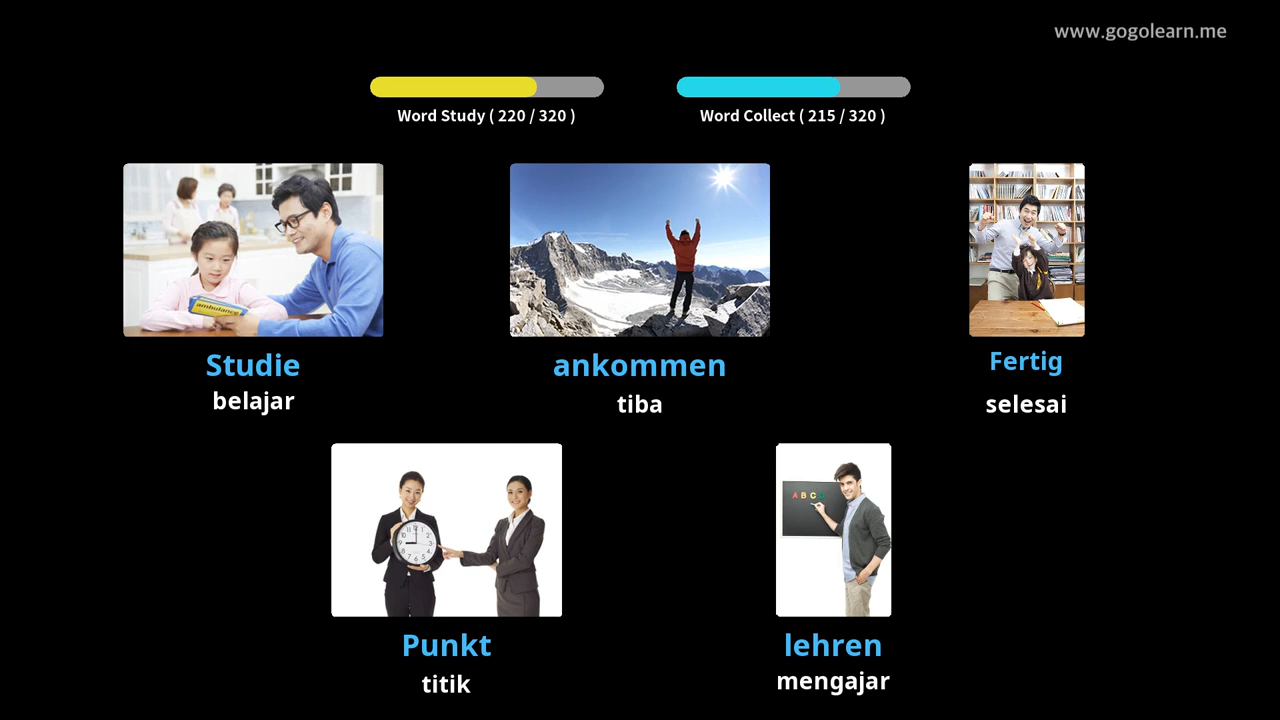 www.gogolearn.me
Word Study ( 220 / 320 )
Word Collect ( 215 / 320 )
ambulance
Studie
belajar
ankommen
tiba
Fertig
selesai
A B C
Punkt
titik
lehren
mengajar